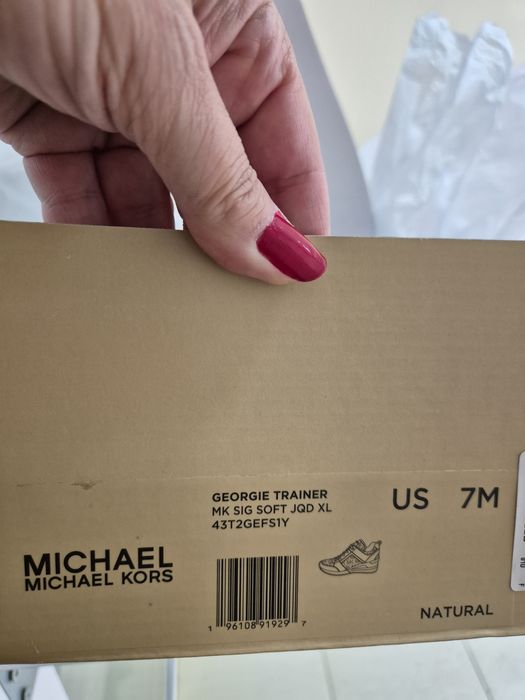 GEORGIE TRAINER
MK SIG SOFT JQD XL
43T2GEFS1Y
US 7M
MICHAEL
MICHAEL KORS
1 96108 91929 7
NATURAL